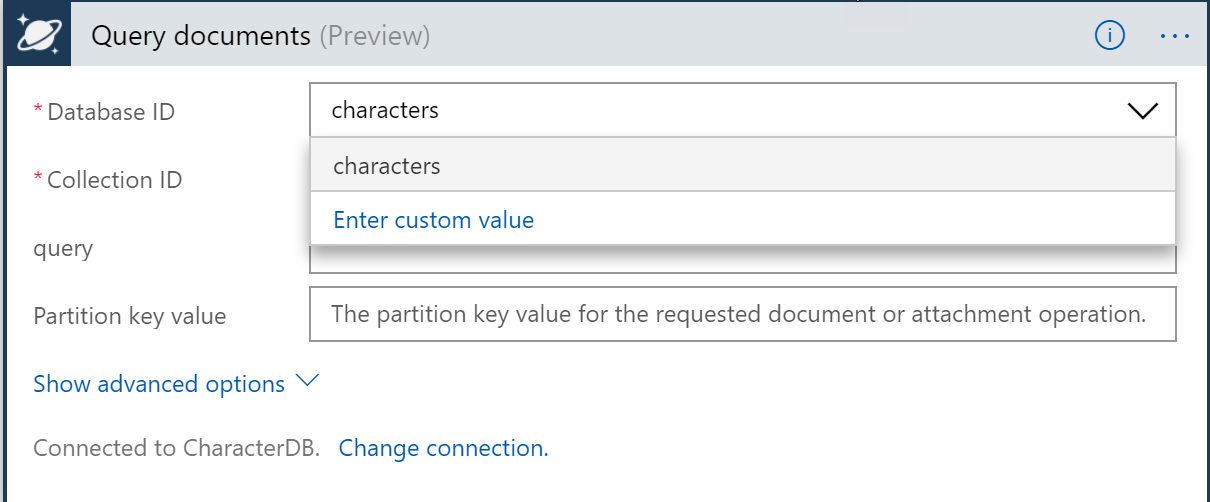 Query documents (Preview)
* Database ID
characters
characters
* Collection ID
Enter custom value
query
Partition key value
The partition key value for the requested document or attachment operation.
Show advanced options
Connected to CharacterDB. Change connection.